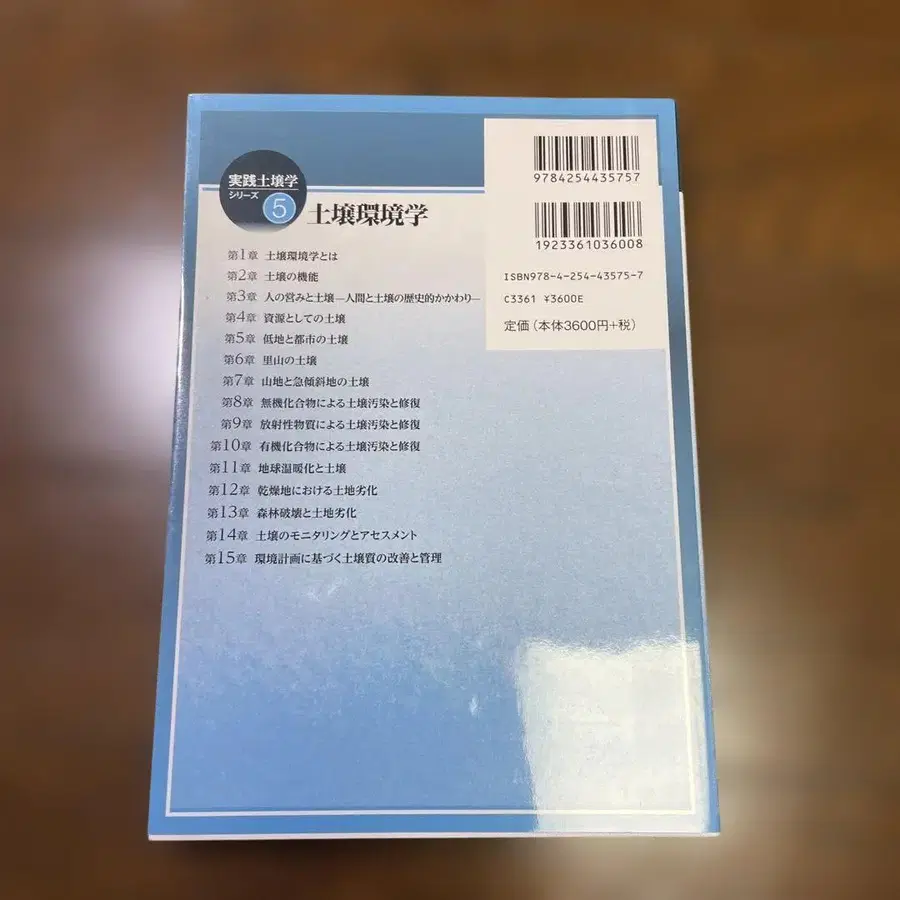 実践土壌学
シリーズ
5
土壌環境学
第1章 土壌環境学とは
第2章 土壌の機能
第3章 人の営みと土壌―人間と土壌の歴史的かかわり―
第4章 資源としての土壌
第5章 低地と都市の土壌
第6章 里山の土壌
第7章 山地と急傾斜地の土壌
第8章 無機化合物による土壌汚染と修復
第9章 放射性物質による土壌汚染と修復
第10章 有機化合物による土壌汚染と修復
第11章 地球温暖化と土壌
第12章 乾燥地における土地劣化
第13章 森林破壊と土地劣化
第14章 土壌のモニタリングとアセスメント
第15章 環境計画に基づく土壌質の改善と管理
9784254435757
1923361036008
ISBN978-4-254-43575-7
C3361 ¥3600E
定価(本体3600円+税)